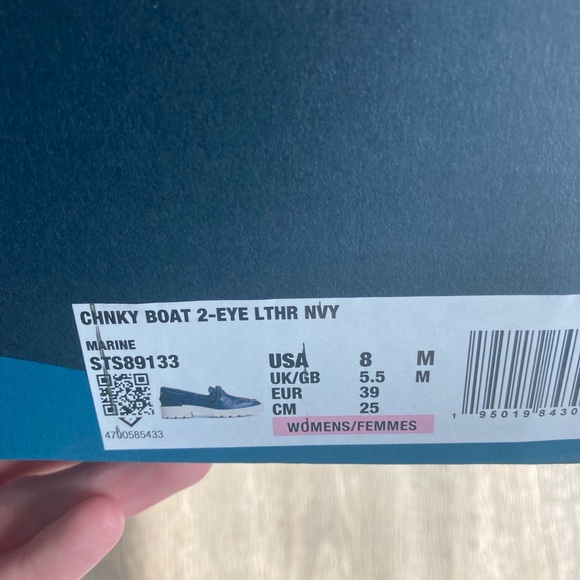 CHNKY BOAT 2-EYE LTHR NVY
MARINE
STS89133
USA 8 M
UK/GB 5.5 M
EUR 39
CM 25
WOMENS/FEMMES
4700585433
1 95019 8430